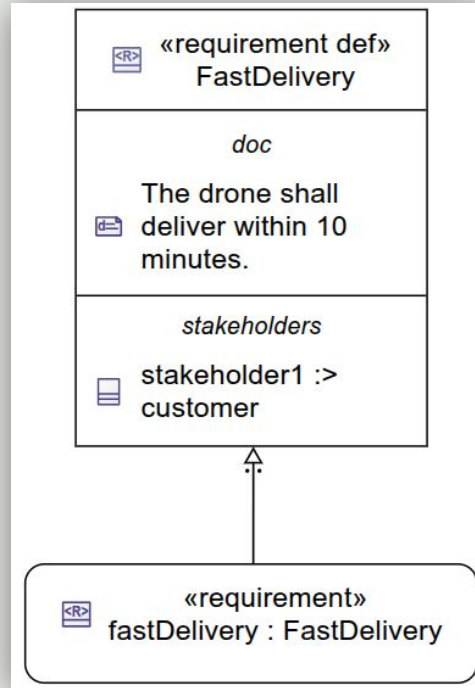 <R>
«requirement def»
FastDelivery
doc
The drone shall
deliver within 10
minutes.
stakeholders
stakeholder1 :>
customer
<R>
«requirement»
fastDelivery : FastDelivery